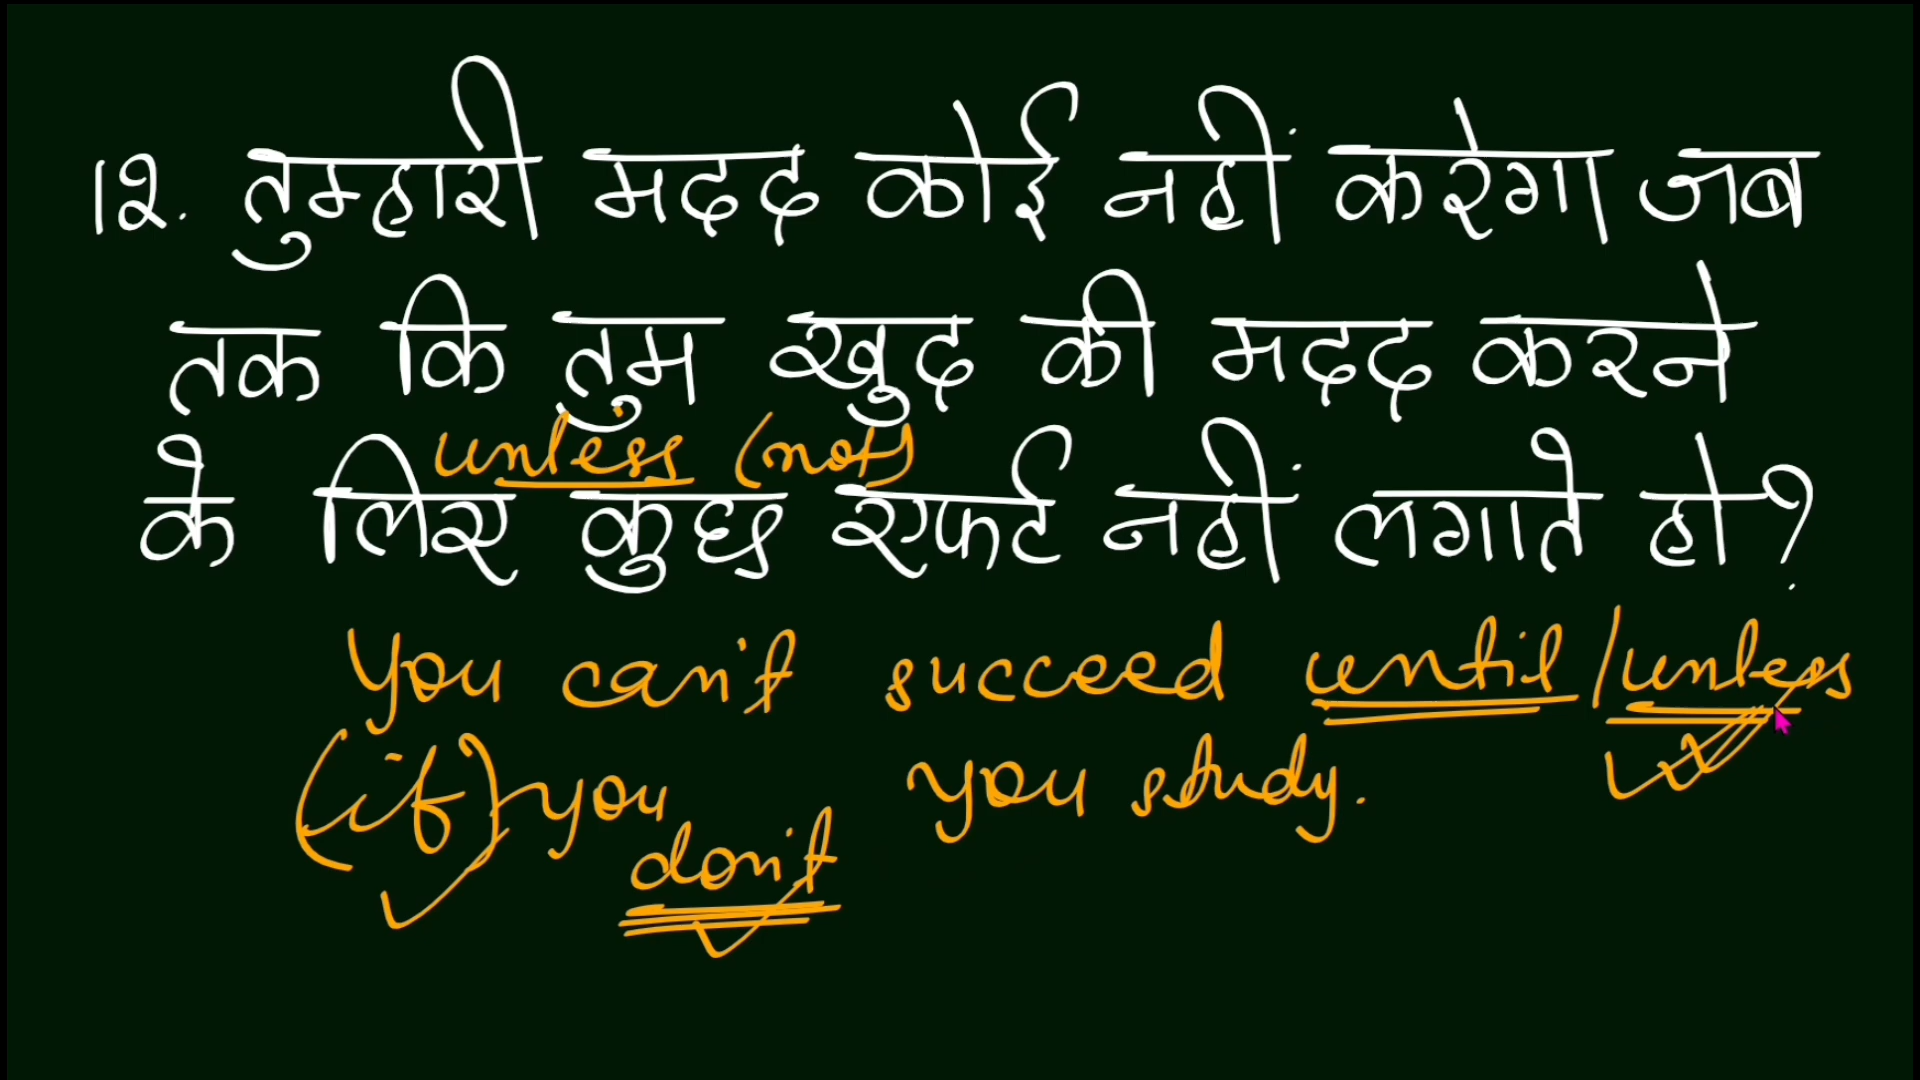 12. तुम्हारी मदद कोई नहीं करेगा जब
तक कि तुम खुद की मदद करने
unless (not)
के लिए कुछ एफर्ट नहीं लगाते हो?
You can't succeed until/unless
(if) you you study.
don't